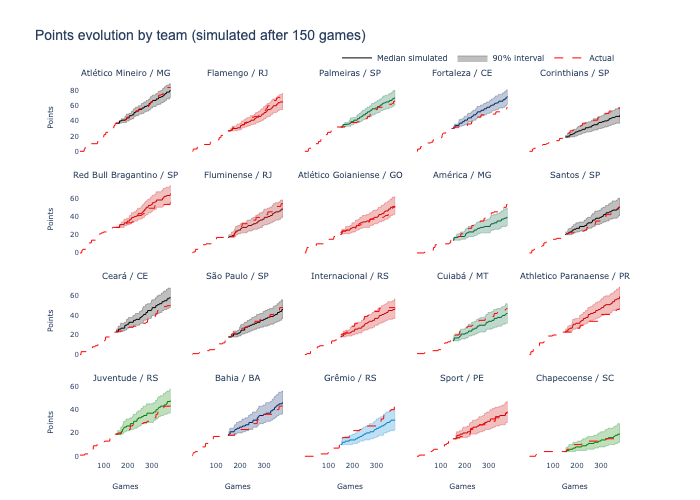 Points evolution by team (simulated after 150 games)
Median simulated 90% interval Actual
Atlético Mineiro / MG Flamengo / RJ Palmeiras / SP Fortaleza / CE Corinthians / SP
80
60
40
20
0
Points
Red Bull Bragantino / SP Fluminense / RJ Atlético Goianiense / GO América / MG Santos / SP
60
40
20
0
Points
Ceará / CE São Paulo / SP Internacional / RS Cuiabá / MT Athletico Paranaense / PR
60
40
20
0
Points
Juventude / RS Bahia / BA Grêmio / RS Sport / PE Chapecoense / SC
60
40
20
0
Points
100 200 300 100 200 300 100 200 300 100 200 300 100 200 300
Games Games Games Games Games